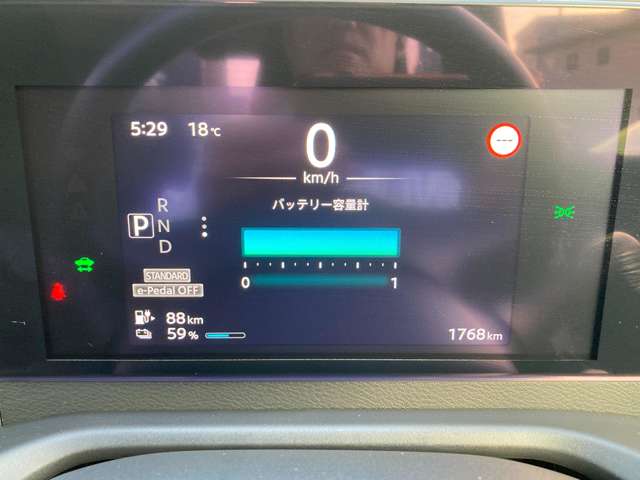 5:29 18℃
0
km/h
---
バッテリー容量計
R
P N
D
0 1
STANDARD
e-Pedal OFF
88km
59% 1768km